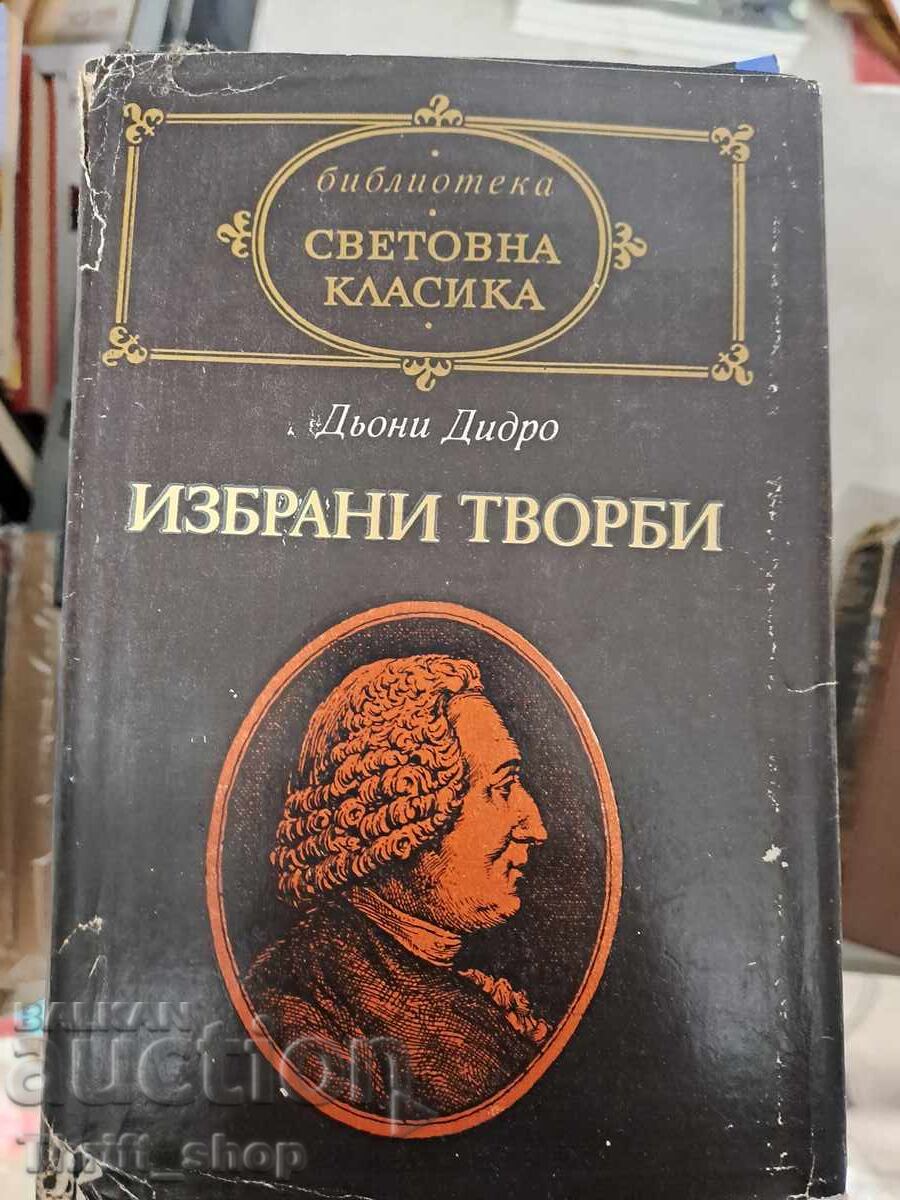 библиотека
СВЕТОВНА
КЛАСИКА
Дьони Дидро
ИЗБРАНИ ТВОРБИ
BALKAN
auction
thrift_shop